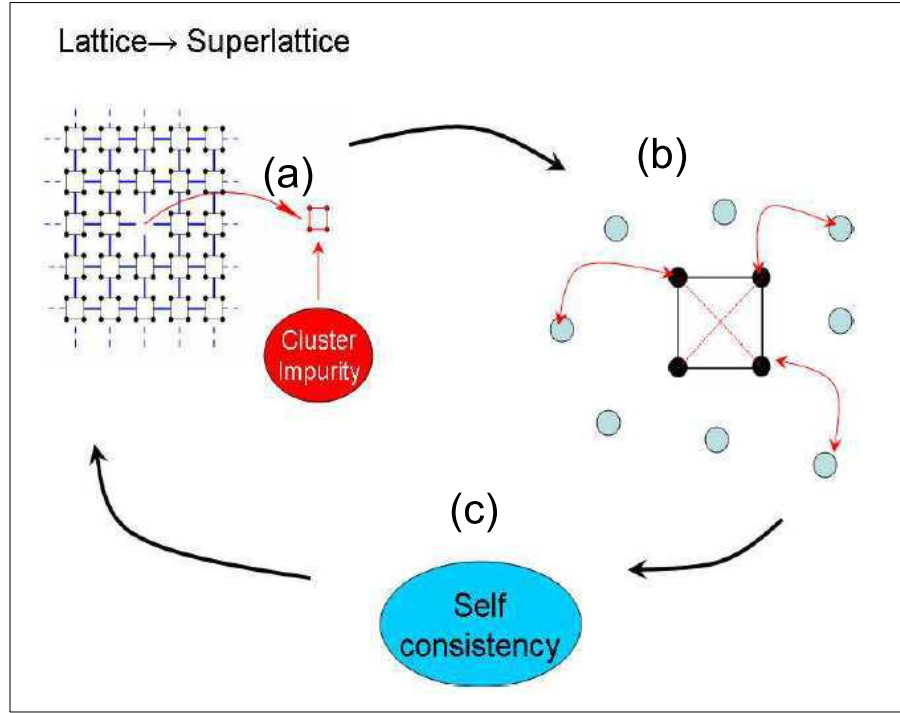 Lattice→ Superlattice
(a)
(b)
Cluster
Impurity
(c)
Self
consistency